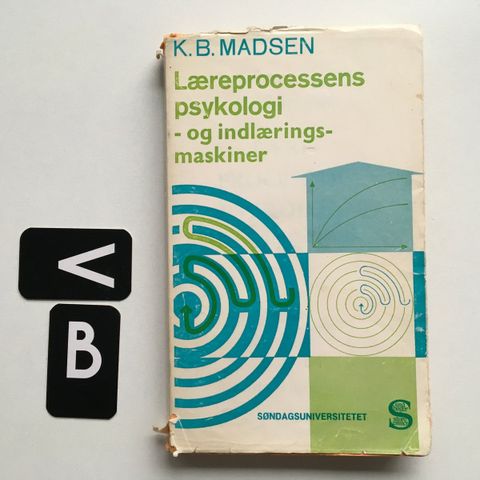 K.B. MADSEN
Læreprocessens
psykologi
- og indlærings-
maskiner
SØNDAGSUNIVERSITETET
S
V
B